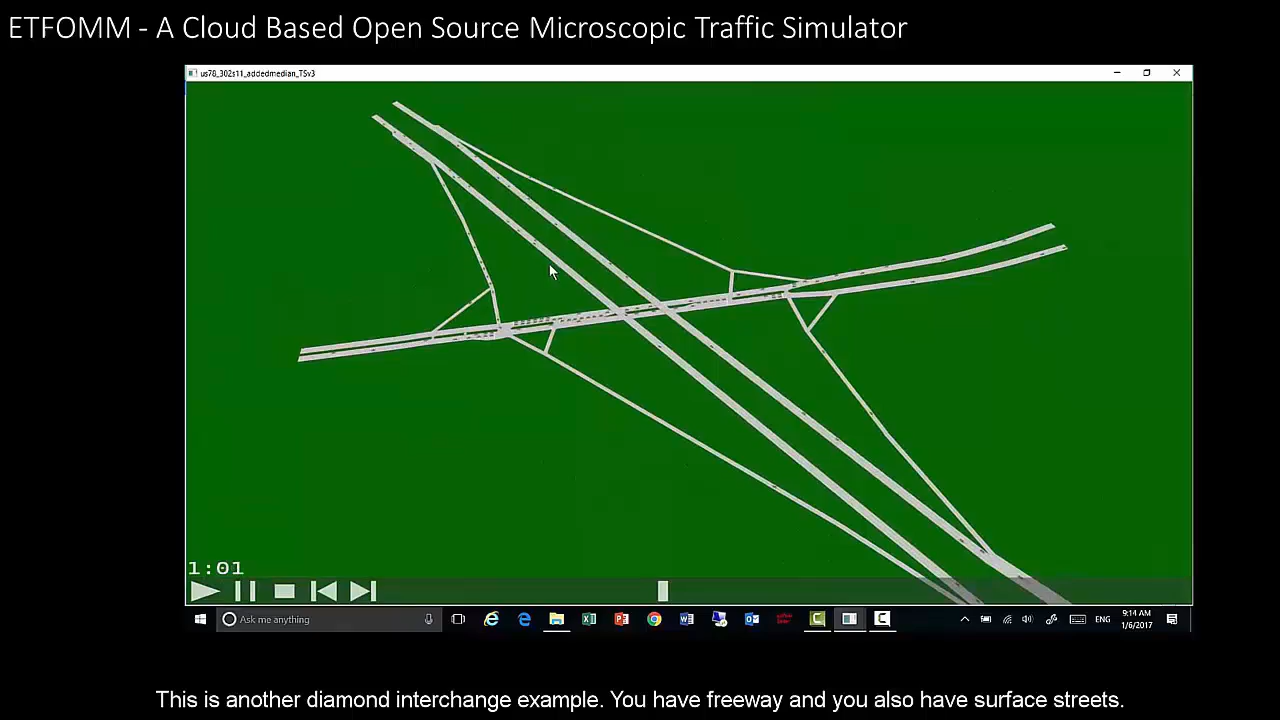 ETFOMM - A Cloud Based Open Source Microscopic Traffic Simulator
us78_302s11_addedmedian_TSv3
1:01
Ask me anything
ENG
9:14 AM
1/6/2017
This is another diamond interchange example. You have freeway and you also have surface streets.